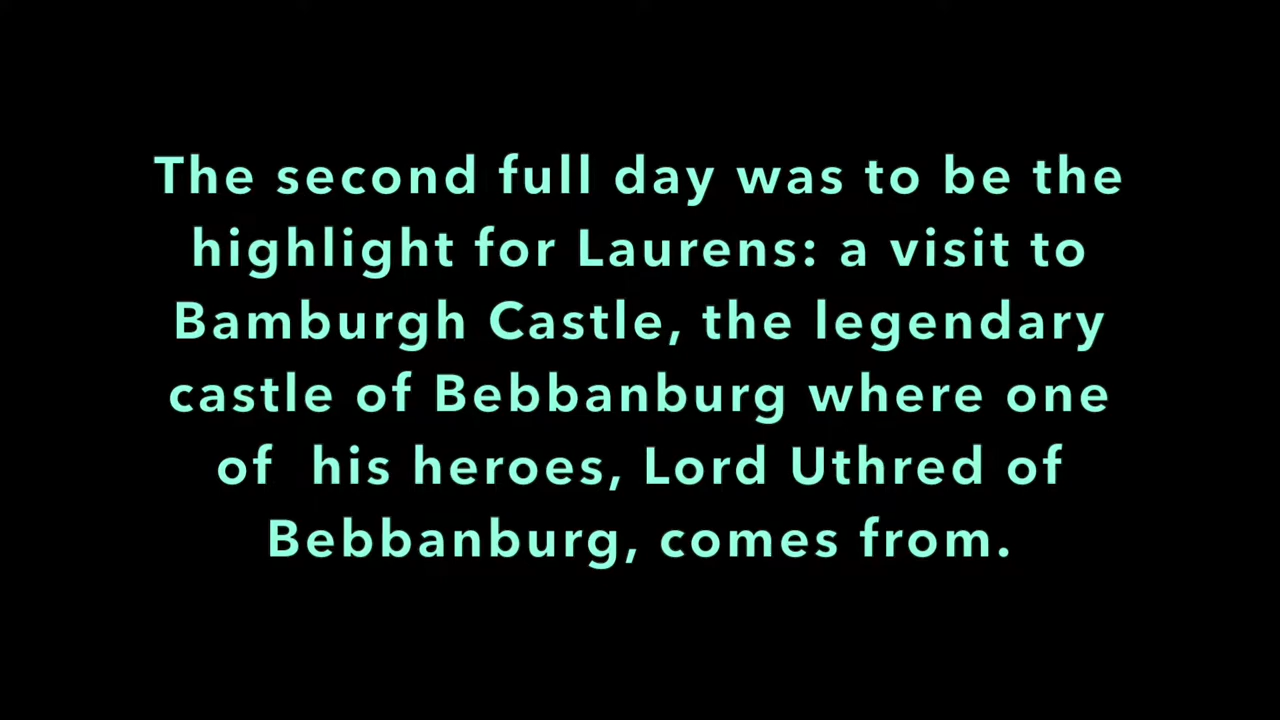 The second full day was to be the
highlight for Laurens: a visit to
Bamburgh Castle, the legendary
castle of Bebbanburg where one
of  his heroes, Lord Uthred of
Bebbanburg, comes from.